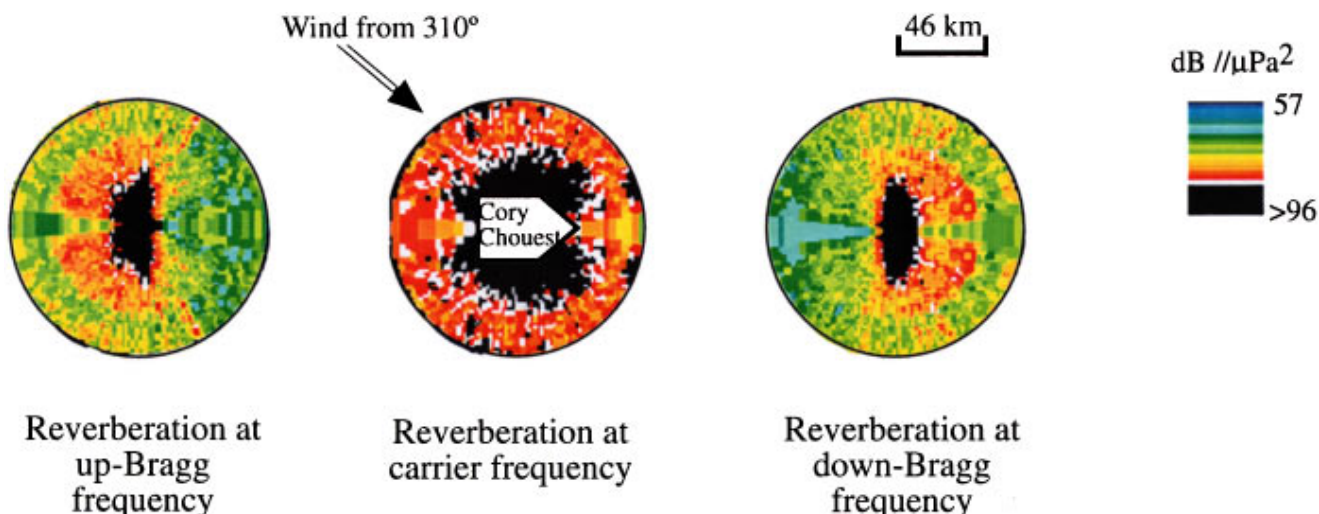 Wind from 310º
46 km
dB //µPa2
57
>96
Cory
Chouest
Reverberation at
up-Bragg
frequency
Reverberation at
carrier frequency
Reverberation at
down-Bragg
frequency